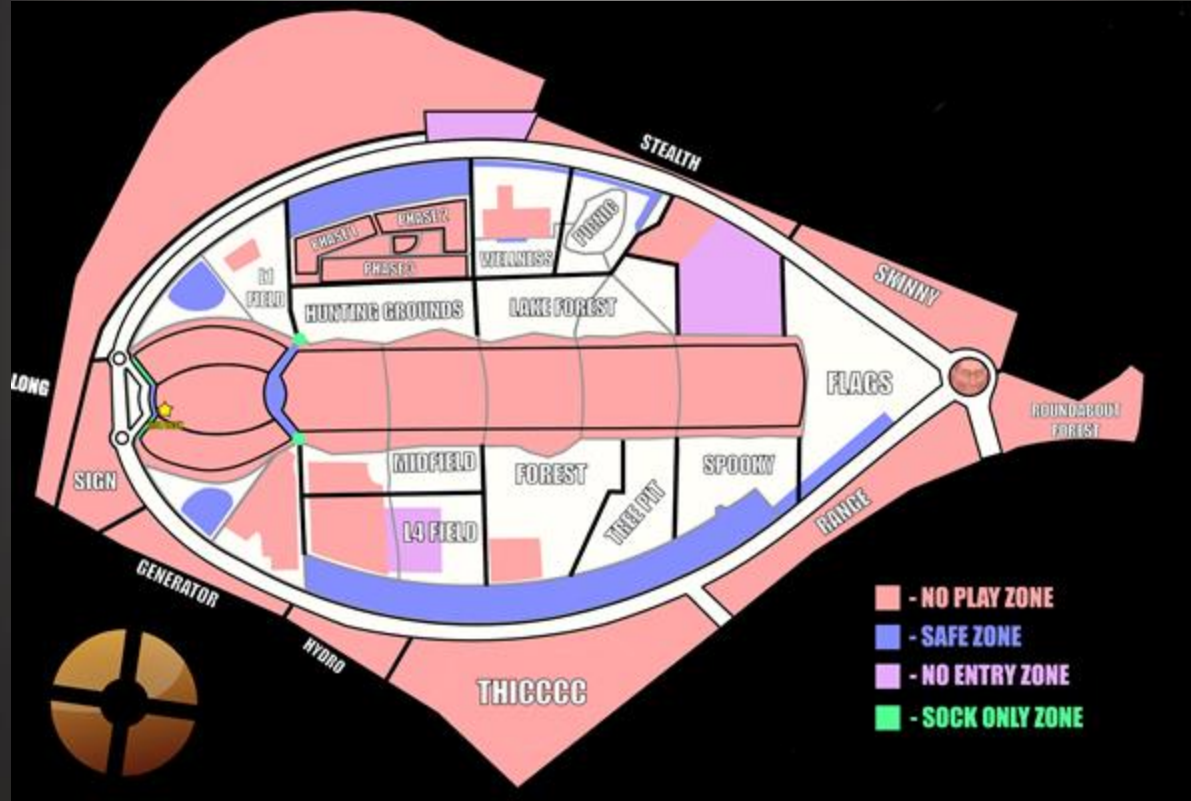 STEALTH
PHASE 2
PHASE 1
PICNIC
WELLNESS
PHASE 3
L1
FIELD
SKINNY
HUNTING GROUNDS
LAKE FOREST
LONG
FLAGS
ROUNDABOUT
FOREST
MIDFIELD
FOREST
SPOOKY
SIGN
TREE PIT
RANGE
L4 FIELD
GENERATOR
HYDRO
THICCCC
- NO PLAY ZONE
- SAFE ZONE
- NO ENTRY ZONE
- SOCK ONLY ZONE